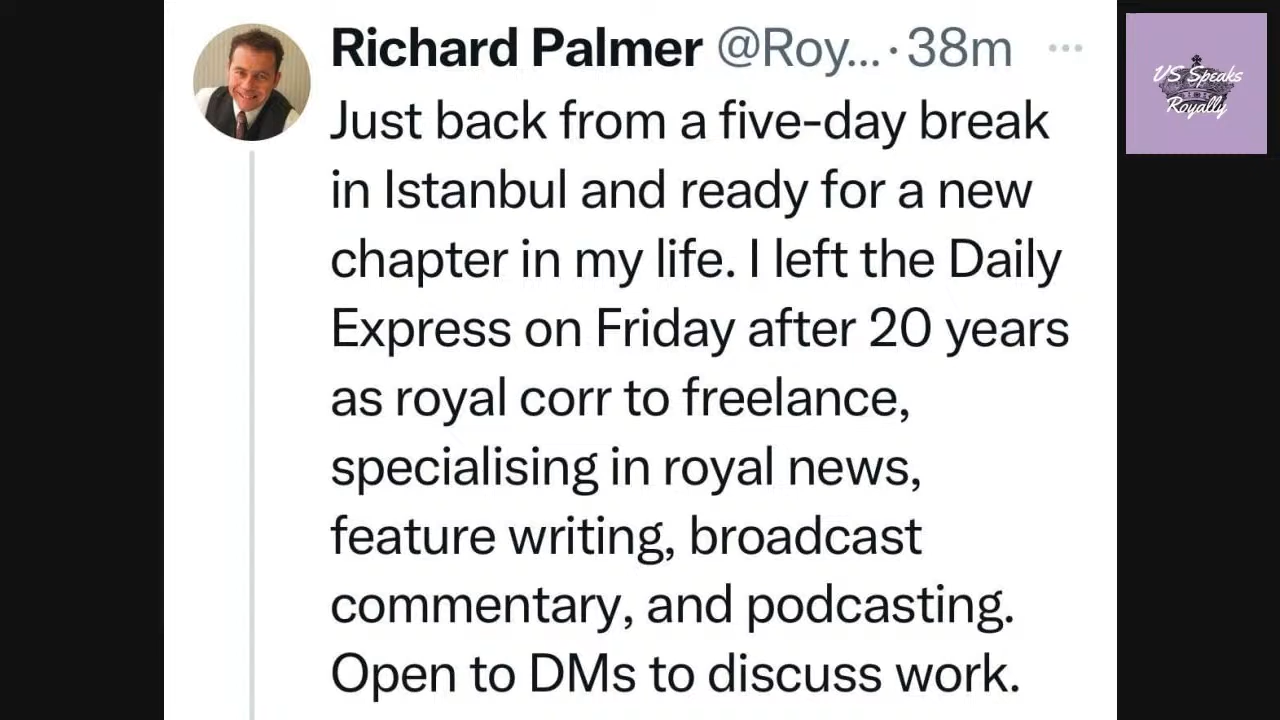 Richard Palmer @Roy... · 38m ...
Just back from a five-day break
in Istanbul and ready for a new
chapter in my life. I left the Daily
Express on Friday after 20 years
as royal corr to freelance,
specialising in royal news,
feature writing, broadcast
commentary, and podcasting.
Open to DMs to discuss work.
US Speaks
Royally